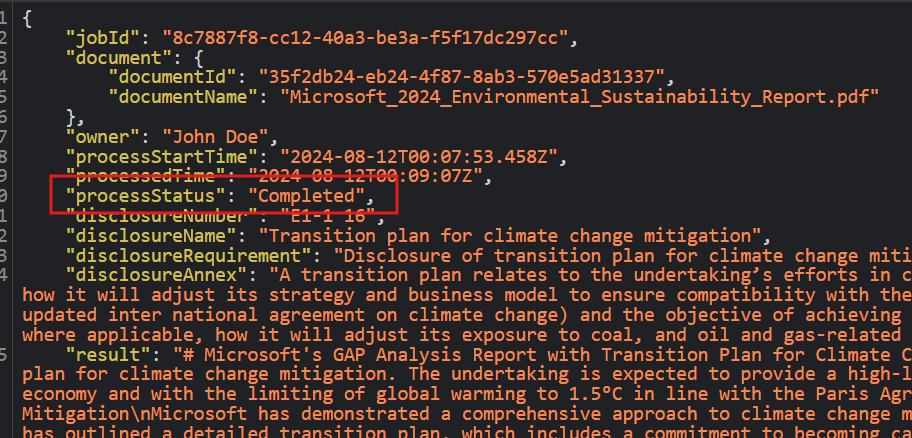 1 {
2 "jobId": "8c7887f8-cc12-40a3-be3a-f5f17dc297cc",
3 "document": {
4 "documentId": "35f2db24-eb24-4f87-8ab3-570e5ad31337",
5 "documentName": "Microsoft_2024_Environmental_Sustainability_Report.pdf"
6 },
7 "owner": "John Doe",
8 "processStartTime": "2024-08-12T00:07:53.458Z",
9 "processedTime": "2024-08-12T00:09:07Z",
0 "processStatus": "Completed",
1 "disclosureNumber": "E1-1 16",
2 "disclosureName": "Transition plan for climate change mitigation",
3 "disclosureRequirement": "Disclosure of transition plan for climate change miti
4 "disclosureAnnex": "A transition plan relates to the undertaking’s efforts in c
how it will adjust its strategy and business model to ensure compatibility with the
updated inter national agreement on climate change) and the objective of achieving
where applicable, how it will adjust its exposure to coal, and oil and gas-related
5 "result": "# Microsoft's GAP Analysis Report with Transition Plan for Climate C
plan for climate change mitigation. The undertaking is expected to provide a high-l
economy and with the limiting of global warming to 1.5°C in line with the Paris Agr
Mitigation\nMicrosoft has demonstrated a comprehensive approach to climate change m
has outlined a detailed transition plan, which includes a commitment to becoming ca